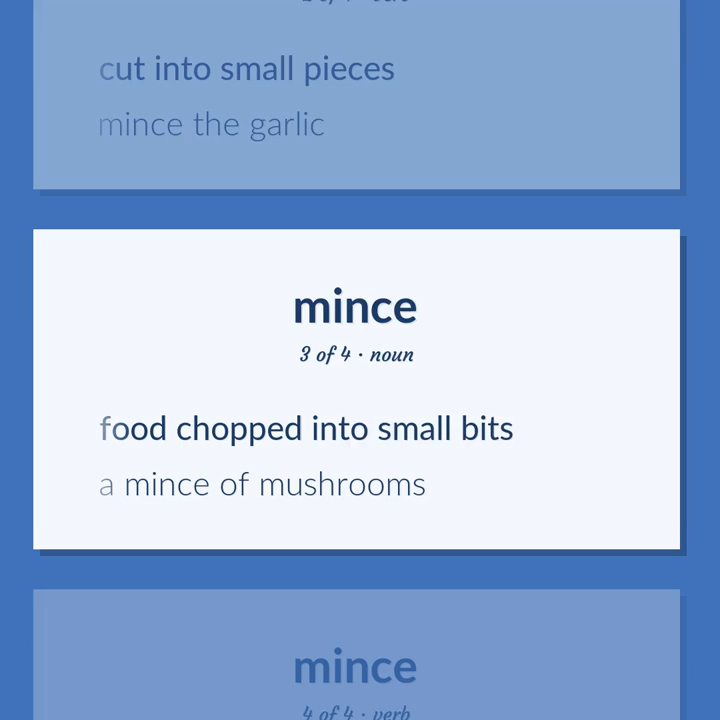 cut into small pieces
mince the garlic
mince
3 of 4 · noun
food chopped into small bits
a mince of mushrooms
mince
4 of 4 · verb